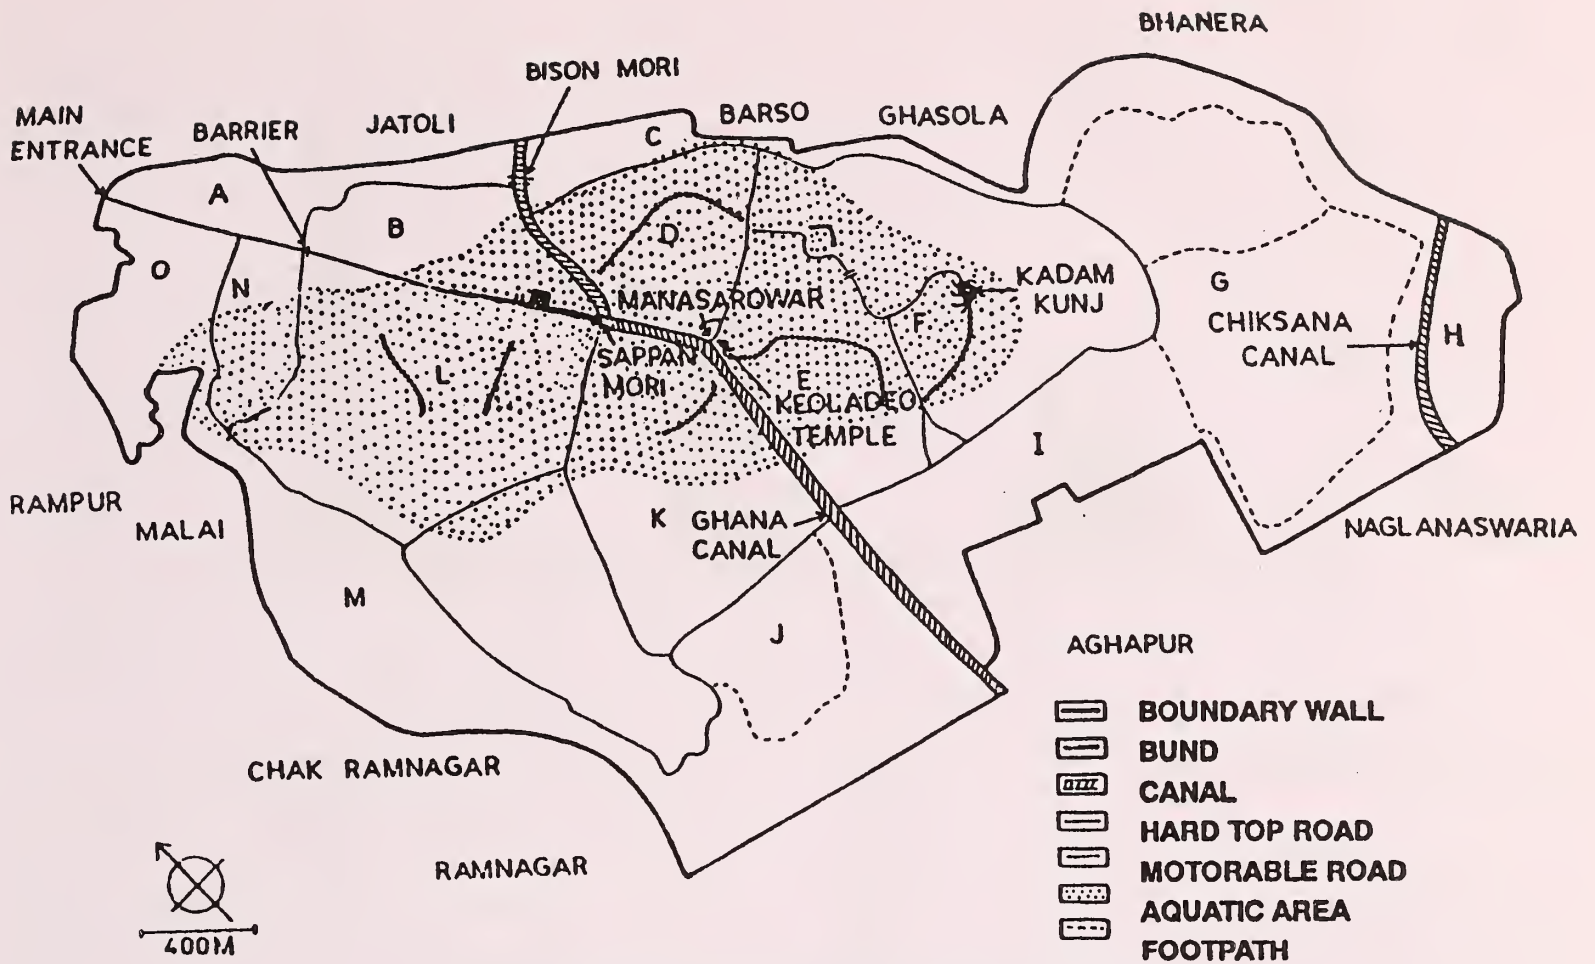 BHANERA
BISON MORI
MAIN
ENTRANCE
BARRIER
JATOLI
C
BARSO
GHASOLA
A
B
D
O
N
MANASAROWAR
KADAM
KUNJ
G
F
CHIKSANA
CANAL
H
SAPPAN
MORI
L
E
KEOLADEO
TEMPLE
I
RAMPUR
MALAI
K
GHANA
CANAL
NAGLANASWARIA
M
J
AGHAPUR
CHAK RAMNAGAR
RAMNAGAR
400M
BOUNDARY WALL
BUND
CANAL
HARD TOP ROAD
MOTORABLE ROAD
AQUATIC AREA
FOOTPATH